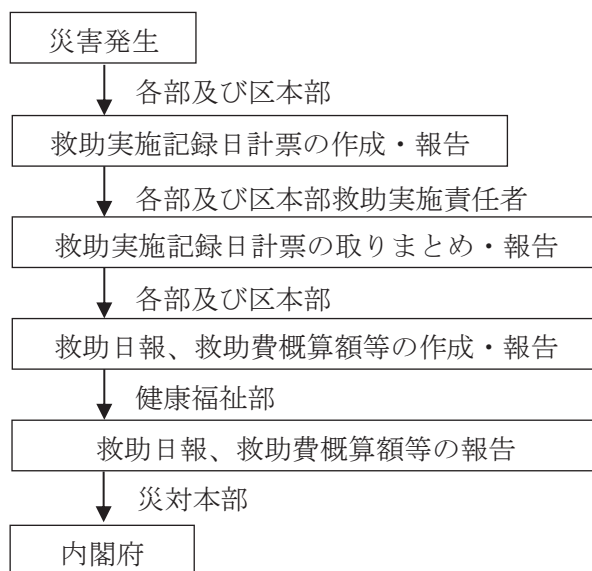 災害発生
各部及び区本部
救助実施記録日計票の作成・報告
各部及び区本部救助実施責任者
救助実施記録日計票の取りまとめ・報告
各部及び区本部
救助日報、救助費概算額等の作成・報告
健康福祉部
救助日報、救助費概算額等の報告
災対本部
内閣府